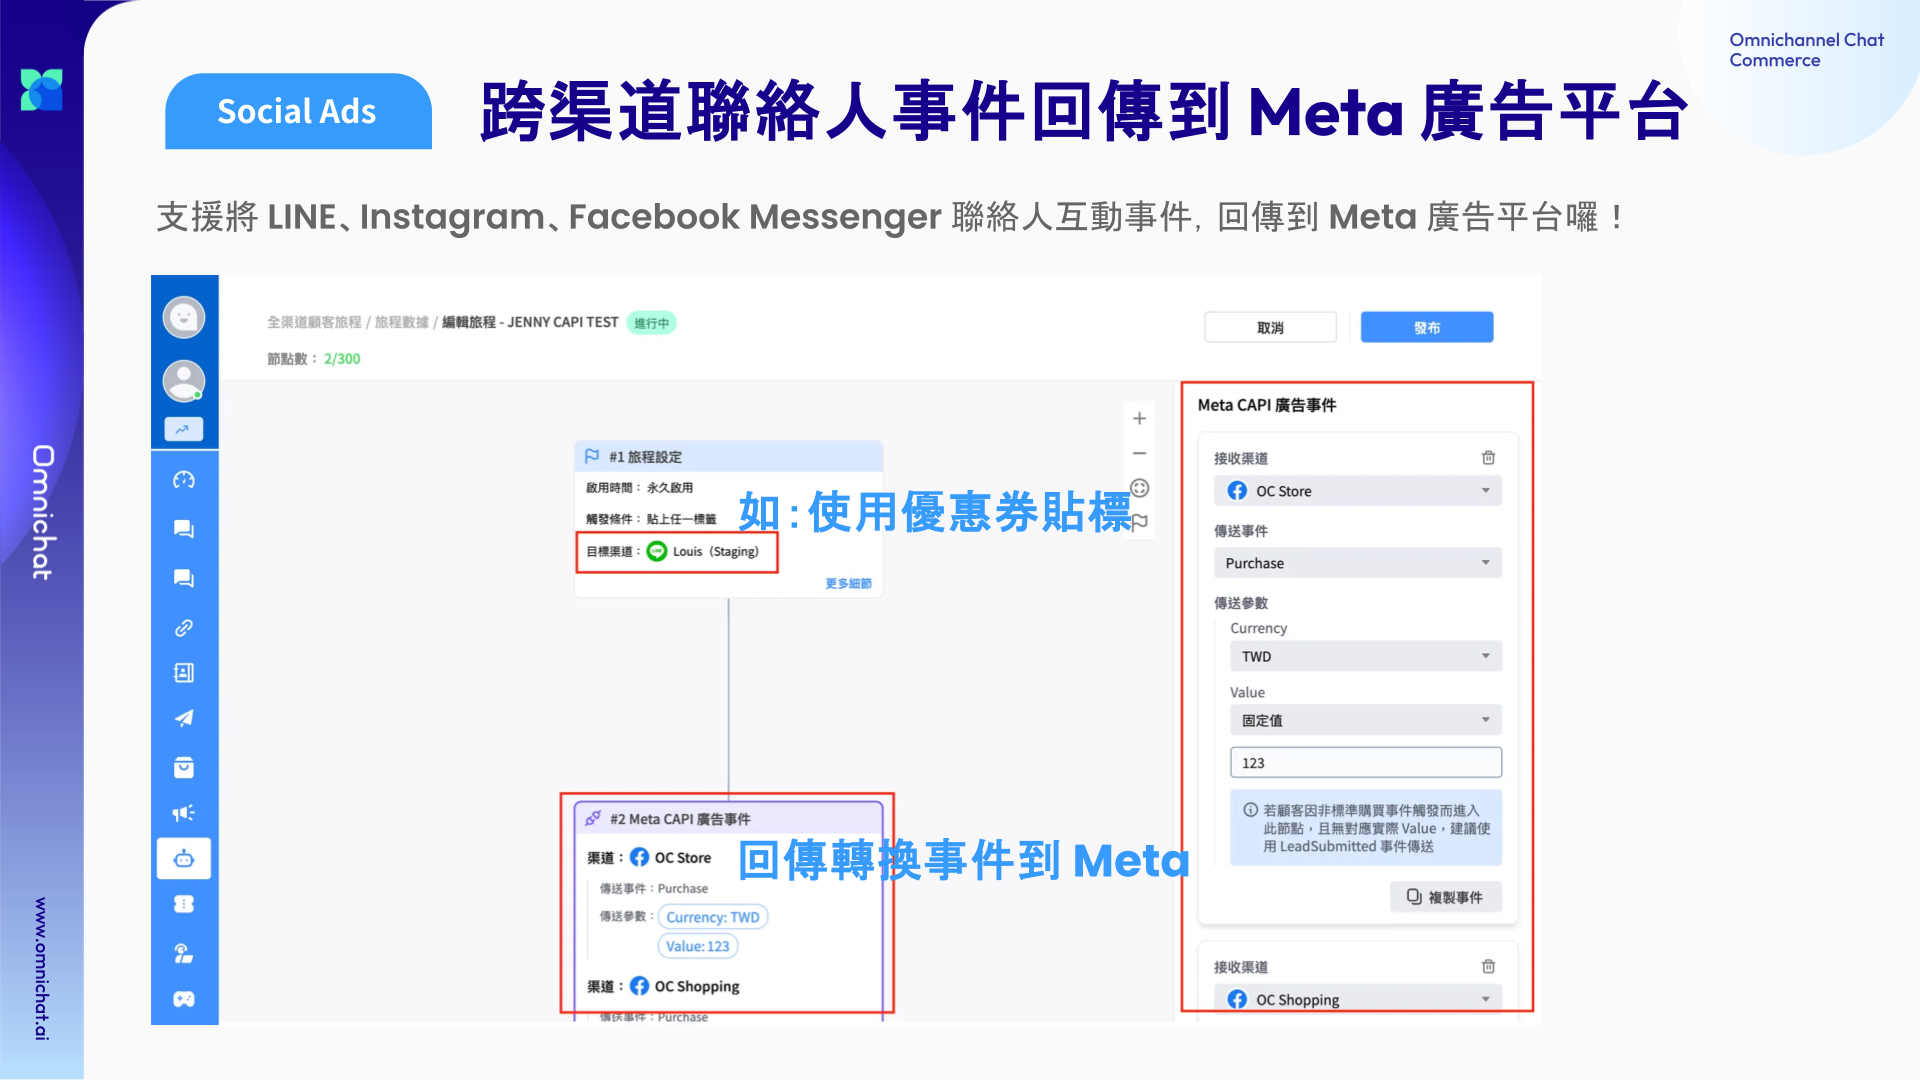 Omnichannel Chat
Commerce
Social Ads
跨渠道聯絡人事件回傳到 Meta 廣告平台
支援將 LINE、Instagram、Facebook Messenger 聯絡人互動事件，回傳到 Meta 廣告平台囉！
全渠道顧客旅程 / 旅程數據 / 編輯旅程 - JENNY CAPI TEST 進行中
節點數： 2/300
取消
發布
#1 旅程設定
啟用時間： 永久啟用
觸發條件： 貼上任一標籤
如：使用優惠券貼標
目標渠道： LINE Louis（Staging）
更多細節
#2 Meta CAPI 廣告事件
渠道： OC Store
回傳轉換事件到 Meta
傳送事件：Purchase
傳送參數： Currency: TWD
Value: 123
渠道： OC Shopping
傳送事件：Purchase
Meta CAPI 廣告事件
接收渠道
OC Store
傳送事件
Purchase
傳送參數
Currency
TWD
Value
固定值
123
若顧客因非標準購買事件觸發而進入
此節點，且無對應實際 Value，建議使
用 LeadSubmitted 事件傳送
複製事件
接收渠道
OC Shopping
Omnichat
www.omnichat.ai